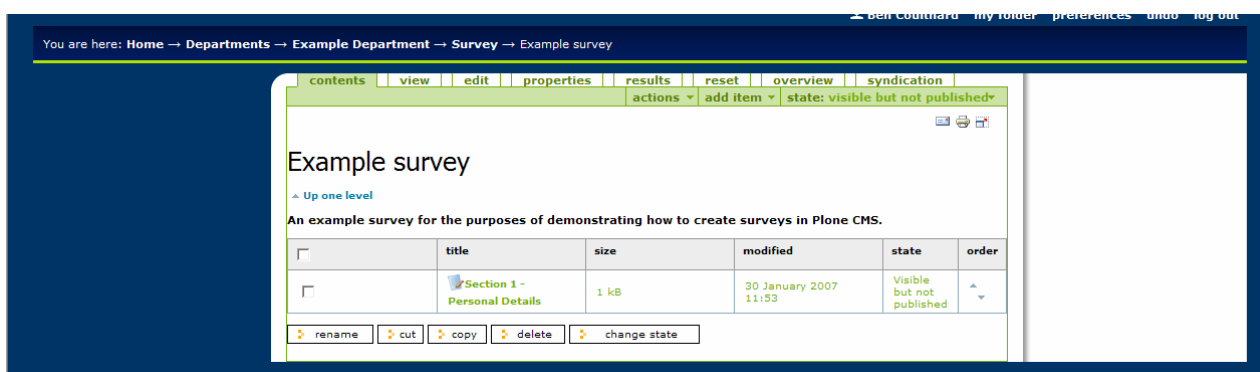 Ben Coulthard my folder preferences undo log out
You are here: Home → Departments → Example Department → Survey → Example survey
contents view edit properties results reset overview syndication
actions add item state: visible but not published
Example survey
Up one level
An example survey for the purposes of demonstrating how to create surveys in Plone CMS.
title size modified state order
Section 1 - Personal Details 1 kB 30 January 2007 11:53 Visible but not published
rename cut copy delete change state